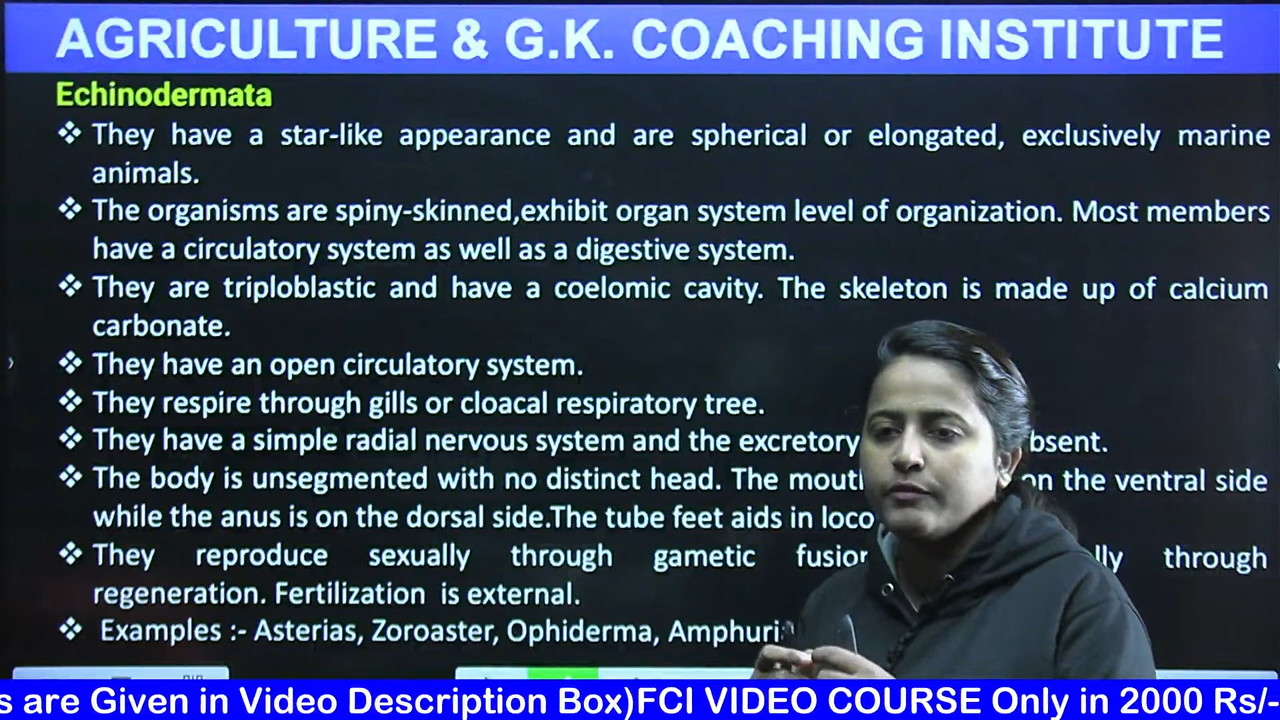 AGRICULTURE & G.K. COACHING INSTITUTE
Echinodermata
❖ They have a star-like appearance and are spherical or elongated, exclusively marine
animals.
❖ The organisms are spiny-skinned,exhibit organ system level of organization. Most members
have a circulatory system as well as a digestive system.
❖ They are triploblastic and have a coelomic cavity. The skeleton is made up of calcium
carbonate.
❖ They have an open circulatory system.
❖ They respire through gills or cloacal respiratory tree.
❖ They have a simple radial nervous system and the excretory
❖ The body is unsegmented with no distinct head. The on the ventral side
while the anus is on the dorsal side.The tube feet aids in
❖ They reproduce sexually through gametic through
regeneration. Fertilization is external.
❖ Examples :- Asterias, Zoroaster, Ophiderma,
are Given in Video Description Box)FCI VIDEO COURSE Only in 2000 Rs/-